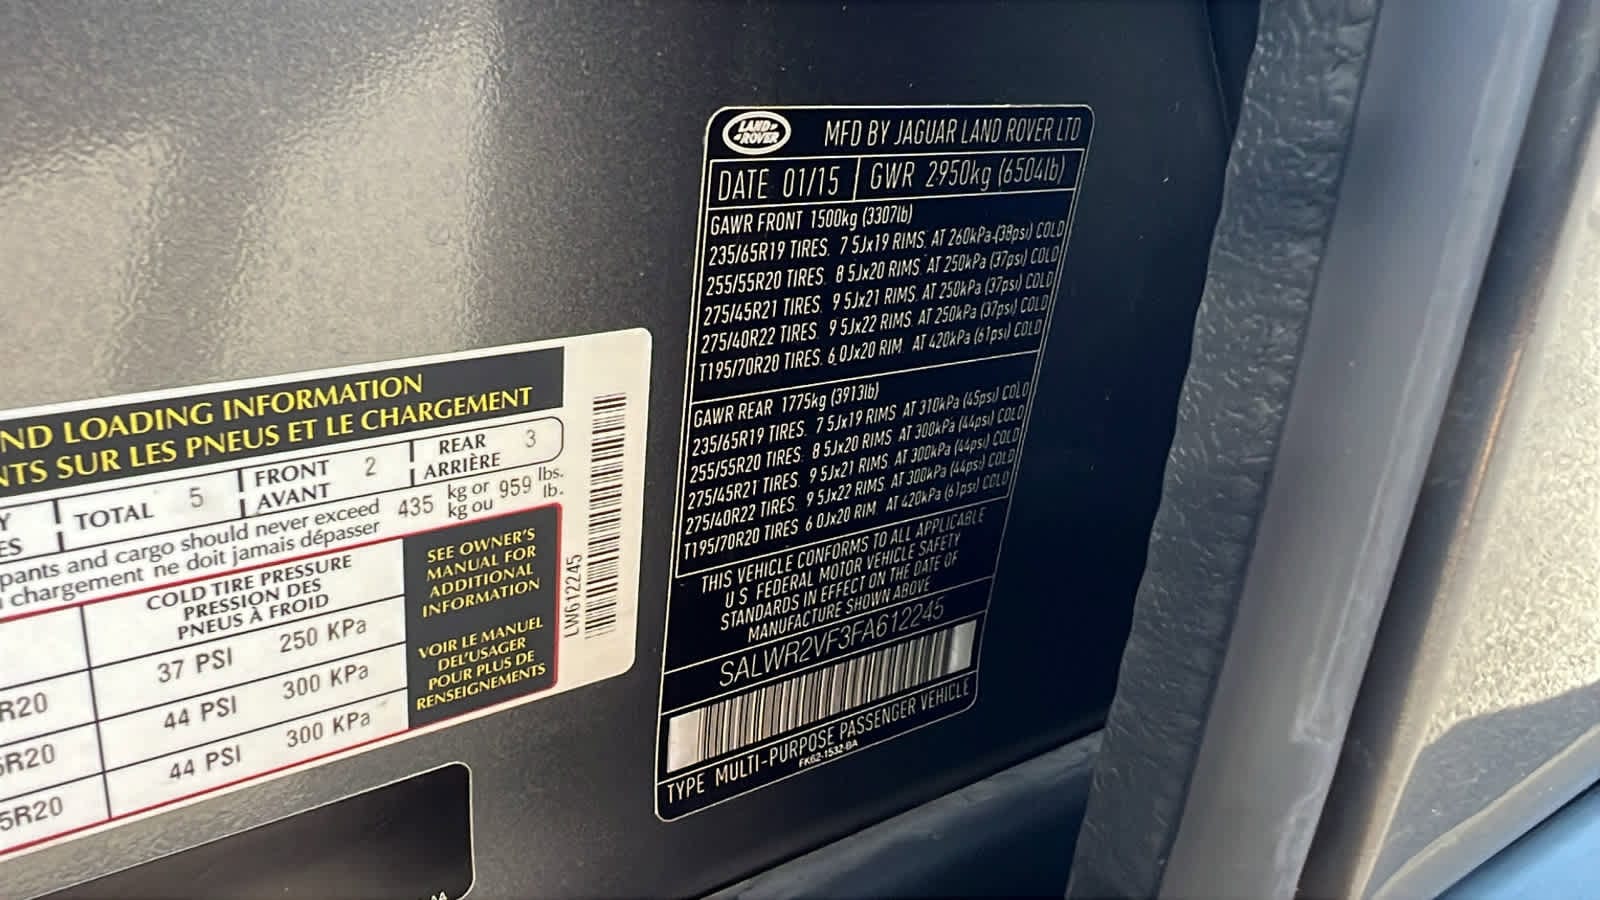 ND LOADING INFORMATION
NTS SUR LES PNEUS ET LE CHARGEMENT
TOTAL 5 FRONT 2 REAR 3
AVANT ARRIÈRE
pants and cargo should never exceed 435 kg or 959 lbs.
chargement ne doit jamais dépasser kg ou lb.
COLD TIRE PRESSURE
PRESSION DES
PNEUS À FROID
37 PSI 250 KPa
R20 44 PSI 300 KPa
5R20 44 PSI 300 KPa
5R20
SEE OWNER'S
MANUAL FOR
ADDITIONAL
INFORMATION
VOIR LE MANUEL
DEL'USAGER
POUR PLUS DE
RENSEIGNEMENTS
LW612245
LAND ROVER
MFD BY JAGUAR LAND ROVER LTD
DATE 01/15 GWR 2950kg (6504lb)
GAWR FRONT 1500kg (3307lb)
235/65R19 TIRES. 7 5Jx19 RIMS. AT 260kPa-(38psi) COLD
255/55R20 TIRES. 8 5Jx20 RIMS. AT 250kPa (37psi) COLD
275/45R21 TIRES. 9 5Jx21 RIMS. AT 250kPa (37psi) COLD
275/40R22 TIRES. 9 5Jx22 RIMS. AT 250kPa (37psi) COLD
T195/70R20 TIRES. 6 0Jx20 RIM AT 420kPa (61psi) COLD
GAWR REAR 1775kg (3913lb)
235/65R19 TIRES. 7 5Jx19 RIMS AT 310kPa (45psi) COLD
255/55R20 TIRES. 8 5Jx20 RIMS AT 300kPa (44psi) COLD
275/45R21 TIRES. 9 5Jx21 RIMS. AT 300kPa (44psi) COLD
275/40R22 TIRES. 9 5Jx22 RIMS. AT 300kPa (44psi) COLD
T195/70R20 TIRES 6 0Jx20 RIM. AT 420kPa (61psi) COLD
THIS VEHICLE CONFORMS TO ALL APPLICABLE
U S FEDERAL MOTOR VEHICLE SAFETY
STANDARDS IN EFFECT ON THE DATE OF
MANUFACTURE SHOWN ABOVE
SALWR2VF3FA612245
TYPE MULTI-PURPOSE PASSENGER VEHICLE
FK62-1532-BA